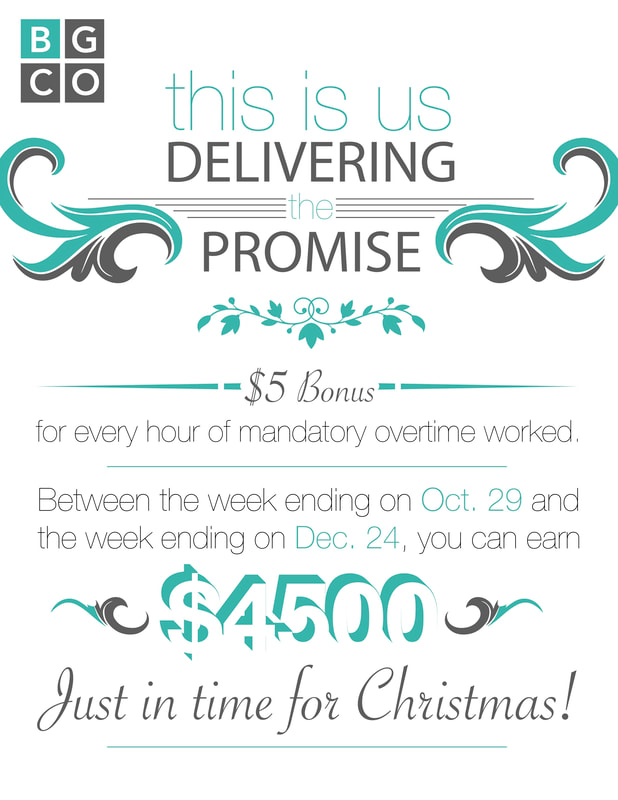 BG
CO
this is us
DELIVERING
the
PROMISE
$5 Bonus
for every hour of mandatory overtime worked.
Between the week ending on Oct. 29 and
the week ending on Dec. 24, you can earn
$4500
Just in time for Christmas!